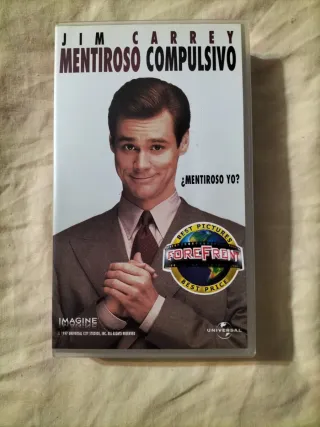 JIM CARREY
MENTIROSO COMPULSIVO
¿MENTIROSO YO?
BEST PICTURES
FOREFRONT
BEST PRICE
IMAGINE
UNIVERSAL